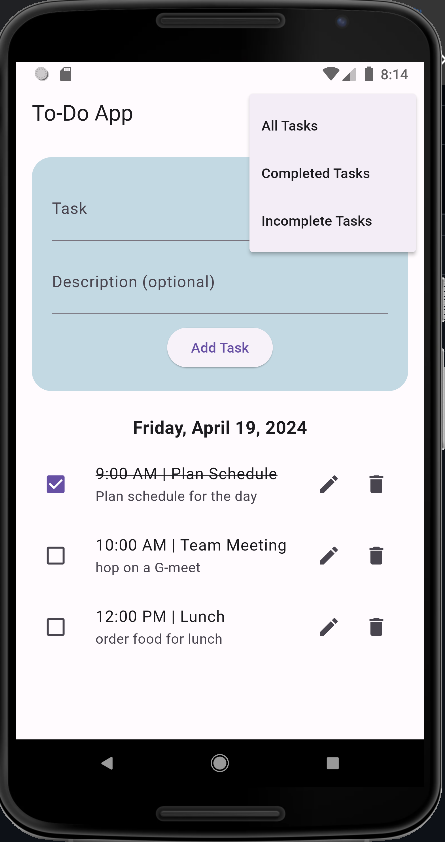 8:14
To-Do App
All Tasks
Completed Tasks
Incomplete Tasks
Task
Description (optional)
Add Task
Friday, April 19, 2024
9:00 AM | Plan Schedule
Plan schedule for the day
10:00 AM | Team Meeting
hop on a G-meet
12:00 PM | Lunch
order food for lunch